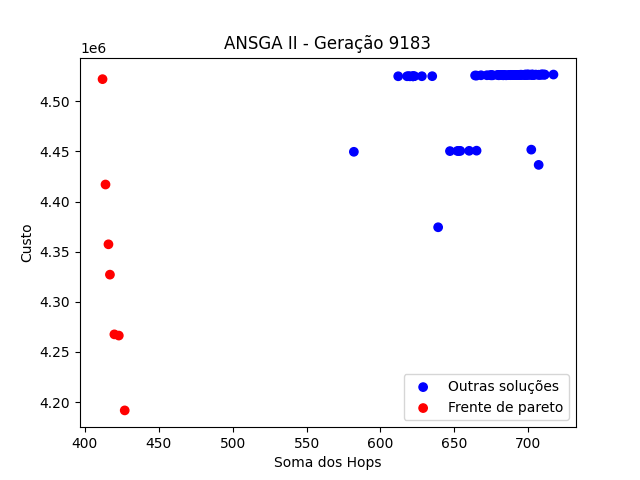 ANSGA II - Geração 9183
1e6
4.50
4.45
4.40
4.35
4.30
4.25
4.20
Custo
400 450 500 550 600 650 700
Soma dos Hops
Outras soluções
Frente de pareto